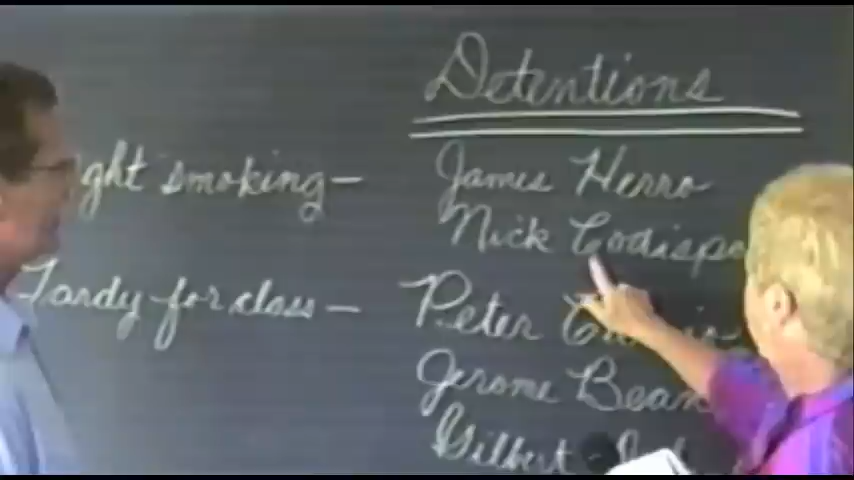 Detentions
ght smoking — James Herro
Nick Codispo
Tardy for class — Peter
Jerome Bean
Gilbert